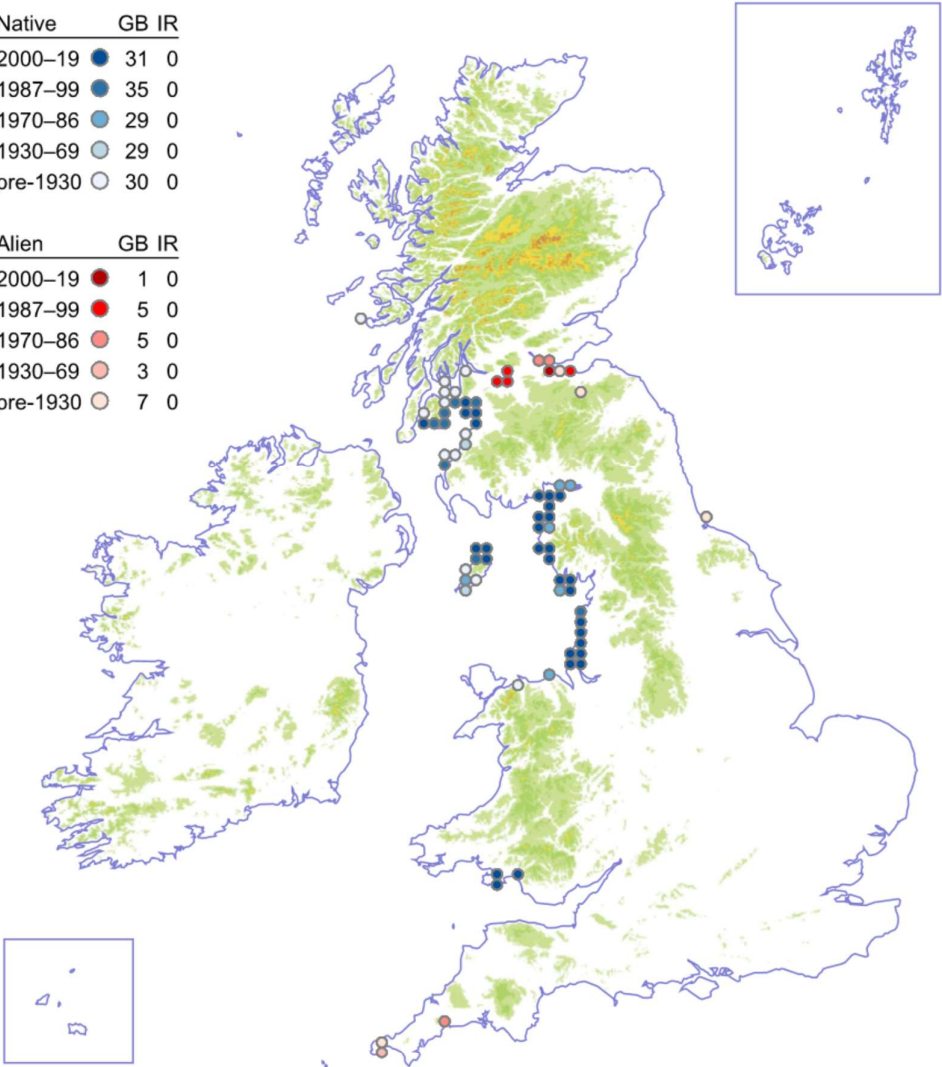 Native GB IR
2000–19 31 0
1987–99 35 0
1970–86 29 0
1930–69 29 0
ore-1930 30 0
Alien GB IR
2000–19 1 0
1987–99 5 0
1970–86 5 0
1930–69 3 0
ore-1930 7 0